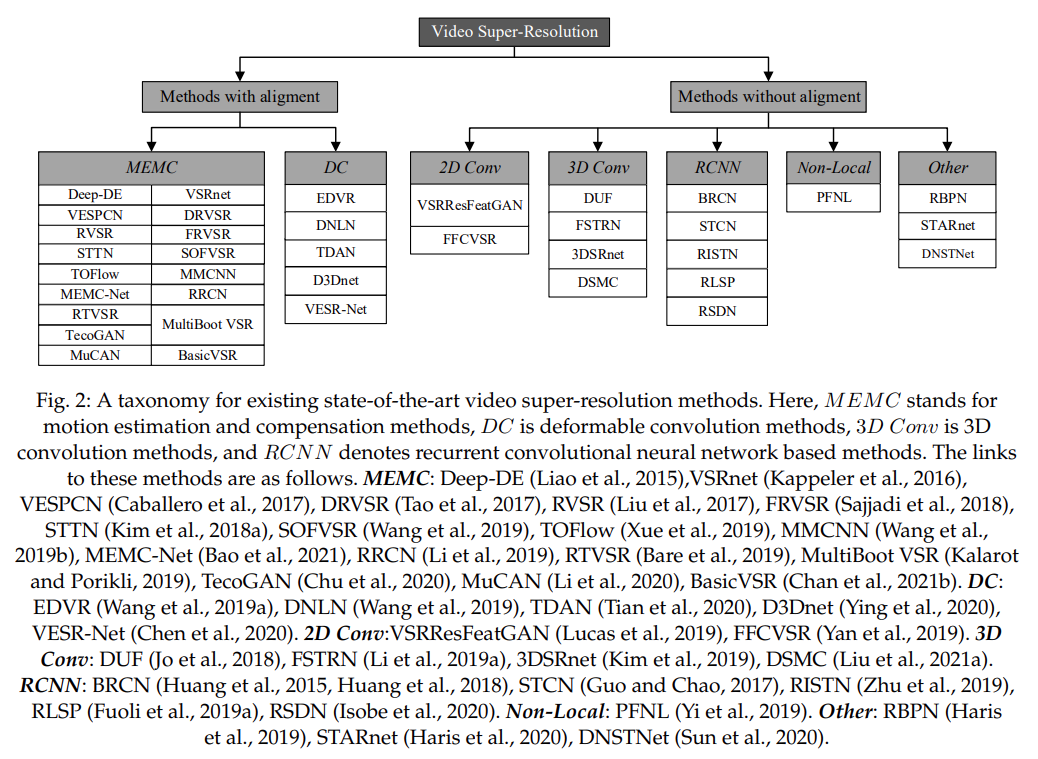 Video Super-Resolution
Methods with aligment
Methods without aligment
MEMC
Deep-DE
VSRnet
VESPCN
DRVSR
RVSR
FRVSR
STTN
SOFVSR
TOFlow
MMCNN
MEMC-Net
RRCN
RTVSR
MultiBoot VSR
TecoGAN
MuCAN
BasicVSR
DC
EDVR
DNLN
TDAN
D3Dnet
VESR-Net
2D Conv
VSRResFeatGAN
FFCVSR
3D Conv
DUF
FSTRN
3DSRnet
DSMC
RCNN
BRCN
STCN
RISTN
RLSP
RSDN
Non-Local
PFNL
Other
RBPN
STARnet
DNSTNet
Fig. 2: A taxonomy for existing state-of-the-art video super-resolution methods. Here, MEMC stands for
motion estimation and compensation methods, DC is deformable convolution methods, 3D Conv is 3D
convolution methods, and RCNN denotes recurrent convolutional neural network based methods. The links
to these methods are as follows. MEMC: Deep-DE (Liao et al., 2015),VSRnet (Kappeler et al., 2016),
VESPCN (Caballero et al., 2017), DRVSR (Tao et al., 2017), RVSR (Liu et al., 2017), FRVSR (Sajjadi et al., 2018),
STTN (Kim et al., 2018a), SOFVSR (Wang et al., 2019), TOFlow (Xue et al., 2019), MMCNN (Wang et al.,
2019b), MEMC-Net (Bao et al., 2021), RRCN (Li et al., 2019), RTVSR (Bare et al., 2019), MultiBoot VSR (Kalarot
and Porikli, 2019), TecoGAN (Chu et al., 2020), MuCAN (Li et al., 2020), BasicVSR (Chan et al., 2021b). DC:
EDVR (Wang et al., 2019a), DNLN (Wang et al., 2019), TDAN (Tian et al., 2020), D3Dnet (Ying et al., 2020),
VESR-Net (Chen et al., 2020). 2D Conv:VSRResFeatGAN (Lucas et al., 2019), FFCVSR (Yan et al., 2019). 3D
Conv: DUF (Jo et al., 2018), FSTRN (Li et al., 2019a), 3DSRnet (Kim et al., 2019), DSMC (Liu et al., 2021a).
RCNN: BRCN (Huang et al., 2015, Huang et al., 2018), STCN (Guo and Chao, 2017), RISTN (Zhu et al., 2019),
RLSP (Fuoli et al., 2019a), RSDN (Isobe et al., 2020). Non-Local: PFNL (Yi et al., 2019). Other: RBPN (Haris
et al., 2019), STARnet (Haris et al., 2020), DNSTNet (Sun et al., 2020).